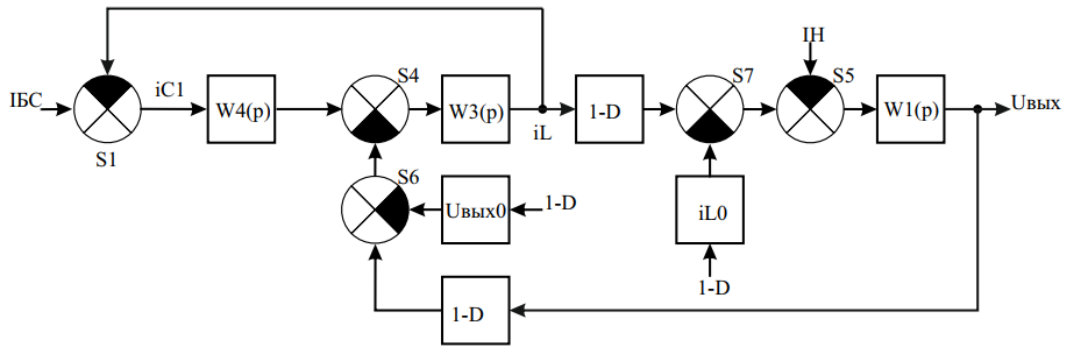 IБС
S1
iC1
W4(p)
S4
W3(p)
iL
1-D
S7
IH
S5
W1(p)
Uвых
S6
Uвых0
1-D
iL0
1-D
1-D